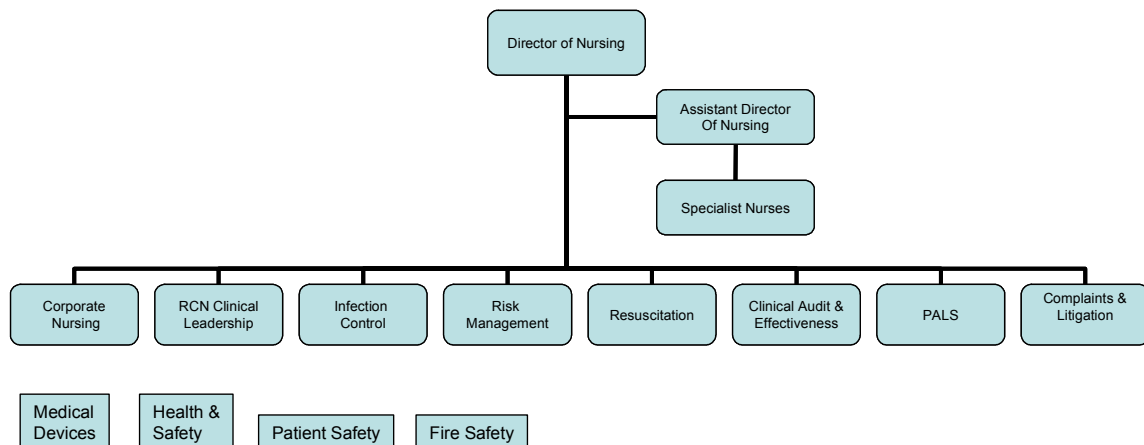 Director of Nursing
Assistant Director
Of Nursing
Specialist Nurses
Corporate
Nursing
RCN Clinical
Leadership
Infection
Control
Risk
Management
Resuscitation
Clinical Audit &
Effectiveness
PALS
Complaints &
Litigation
Medical
Devices
Health &
Safety
Patient Safety
Fire Safety